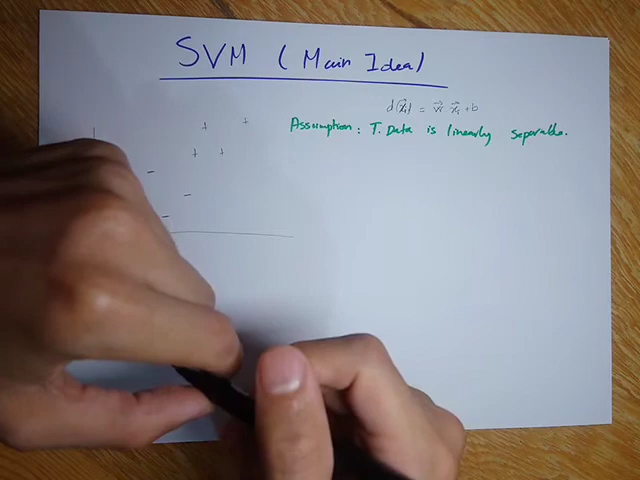 SVM (Main Idea)
d(x⃗ᵢ) = w⃗ x⃗ᵢ + b
Assumption: T. Data is linearly separable.
+ +
+ +
-
-
-